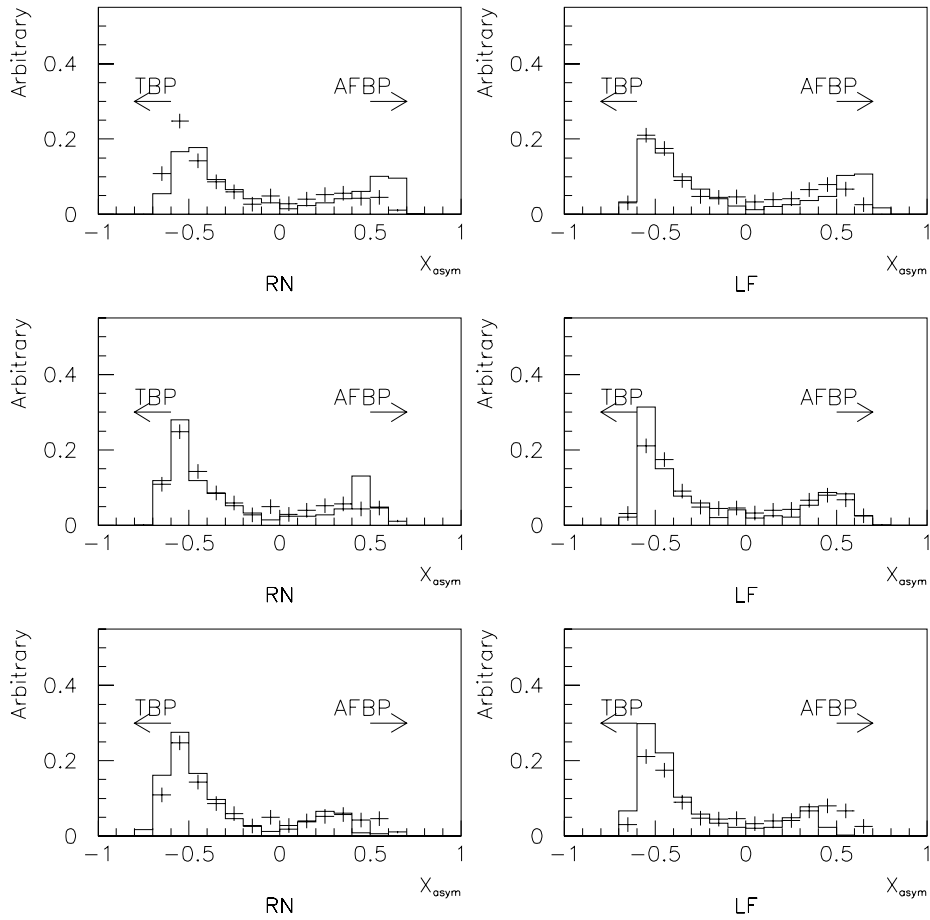 Arbitrary Arbitrary
0.4 0.4
TBP AFBP TBP AFBP
0.2 0.2
0 0
−1 −0.5 0 0.5 1 −1 −0.5 0 0.5 1
X_asym X_asym
RN LF
Arbitrary Arbitrary
0.4 0.4
TBP AFBP TBP AFBP
0.2 0.2
0 0
−1 −0.5 0 0.5 1 −1 −0.5 0 0.5 1
X_asym X_asym
RN LF
Arbitrary Arbitrary
0.4 0.4
TBP AFBP TBP AFBP
0.2 0.2
0 0
−1 −0.5 0 0.5 1 −1 −0.5 0 0.5 1
X_asym X_asym
RN LF